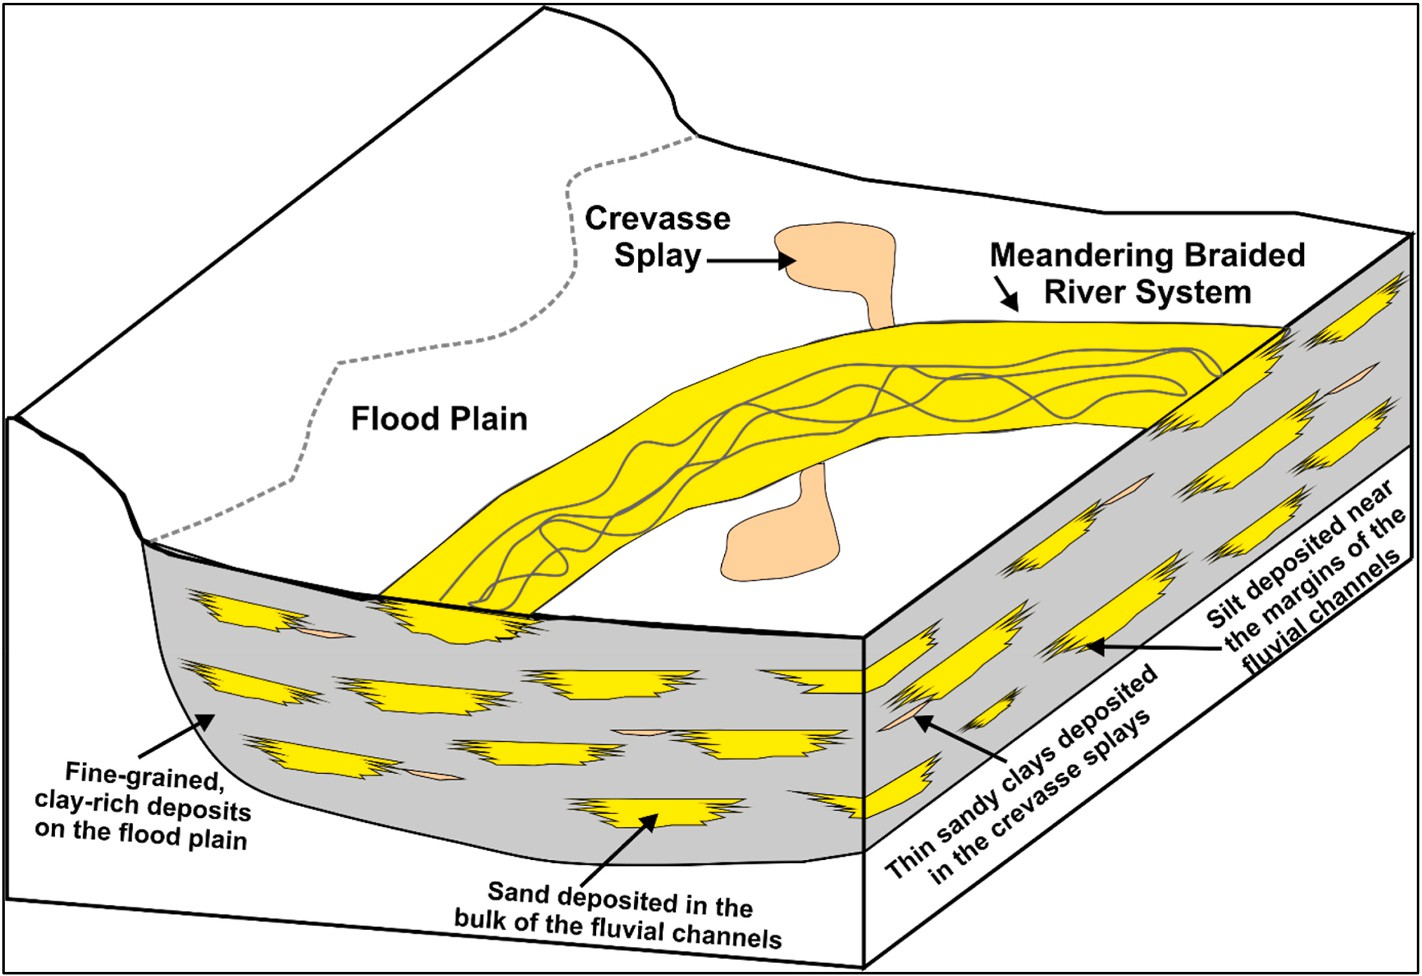 Crevasse
Splay
Meandering Braided
River System
Flood Plain
Silt deposited near
the margins of the
fluvial channels
Thin sandy clays deposited
in the crevasse splays
Fine-grained,
clay-rich deposits
on the flood plain
Sand deposited in the
bulk of the fluvial channels